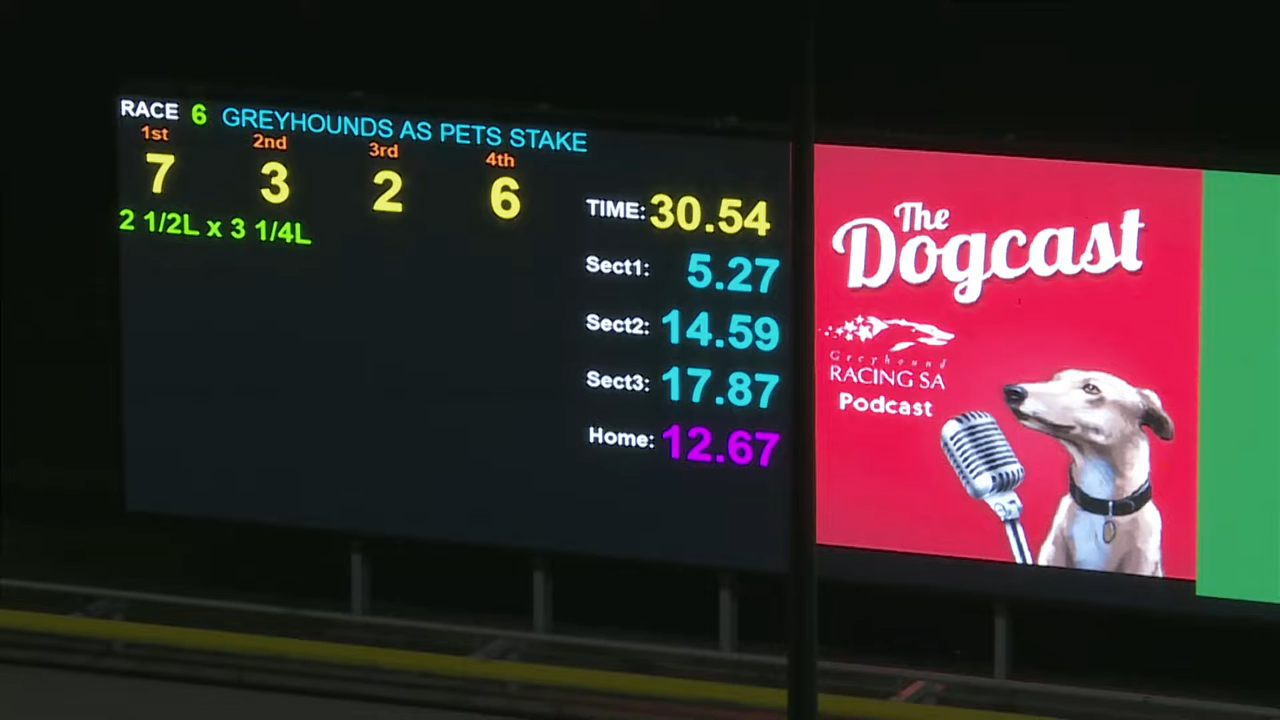 RACE 6 GREYHOUNDS AS PETS STAKE
1st 2nd 3rd 4th
7 3 2 6
2 1/2L x 3 1/4L
TIME: 30.54
Sect1: 5.27
Sect2: 14.59
Sect3: 17.87
Home: 12.67
The
Dogcast
Greyhound
RACING SA
Podcast